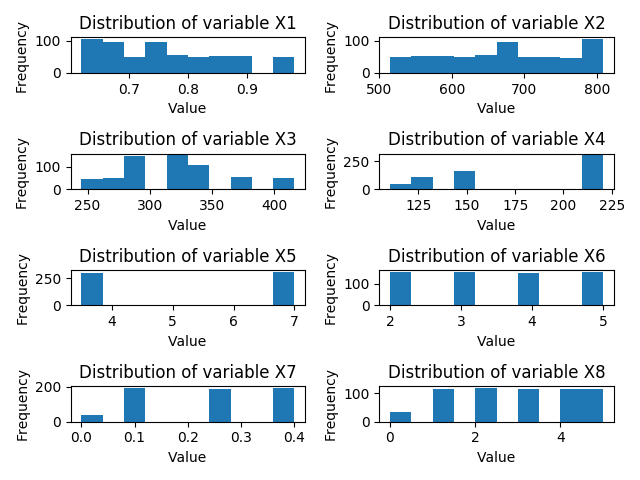 Distribution of variable X1
Frequency
100
0
0.7 0.8 0.9
Value
Distribution of variable X2
Frequency
100
0
500 600 700 800
Value
Distribution of variable X3
Frequency
100
0
250 300 350 400
Value
Distribution of variable X4
Frequency
250
0
125 150 175 200 225
Value
Distribution of variable X5
Frequency
250
0
4 5 6 7
Value
Distribution of variable X6
Frequency
100
0
2 3 4 5
Value
Distribution of variable X7
Frequency
200
0
0.0 0.1 0.2 0.3 0.4
Value
Distribution of variable X8
Frequency
100
0
0 2 4
Value